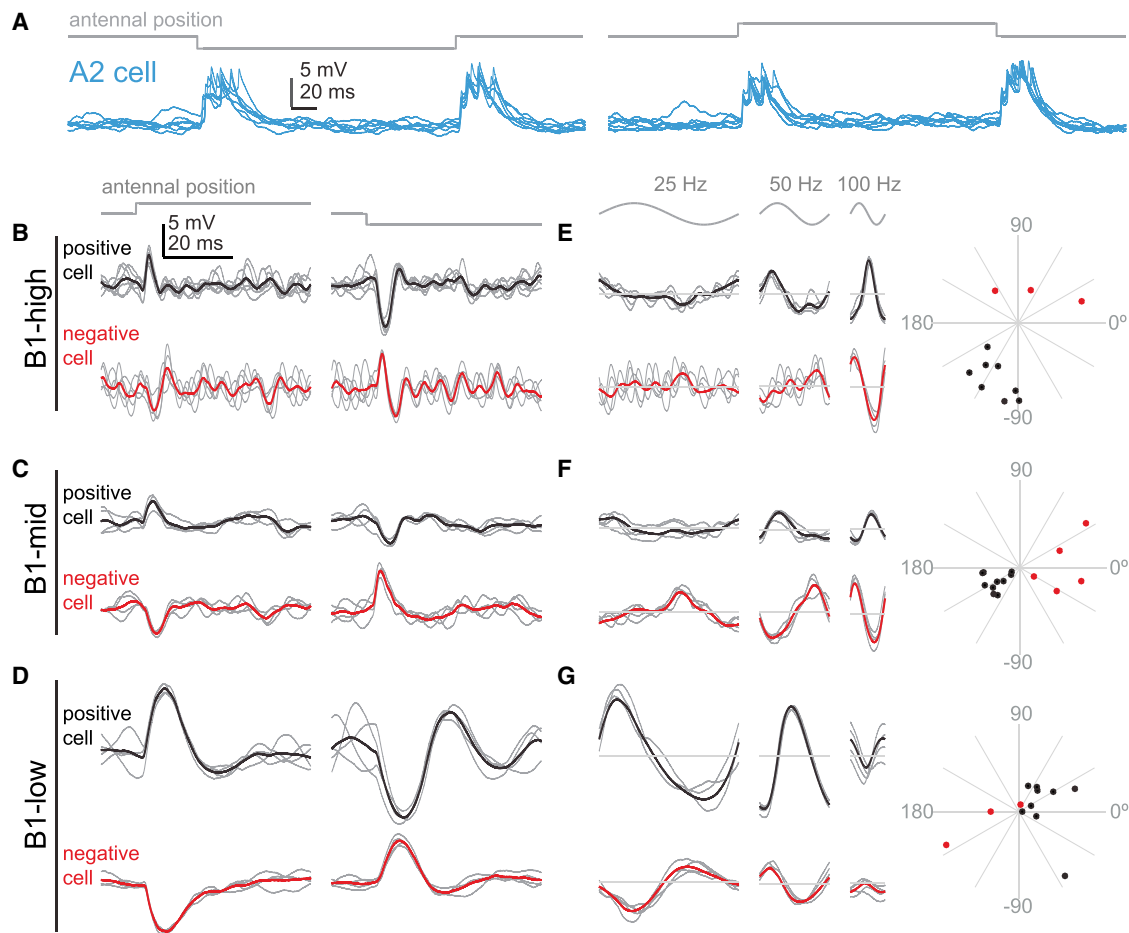 A
antennal position
A2 cell
5 mV
20 ms
antennal position
5 mV
20 ms
25 Hz
50 Hz
100 Hz
B
B1-high
positive
cell
negative
cell
E
90
180
0º
-90
C
B1-mid
positive
cell
negative
cell
F
90
180
0º
-90
D
B1-low
positive
cell
negative
cell
G
90
180
0º
-90